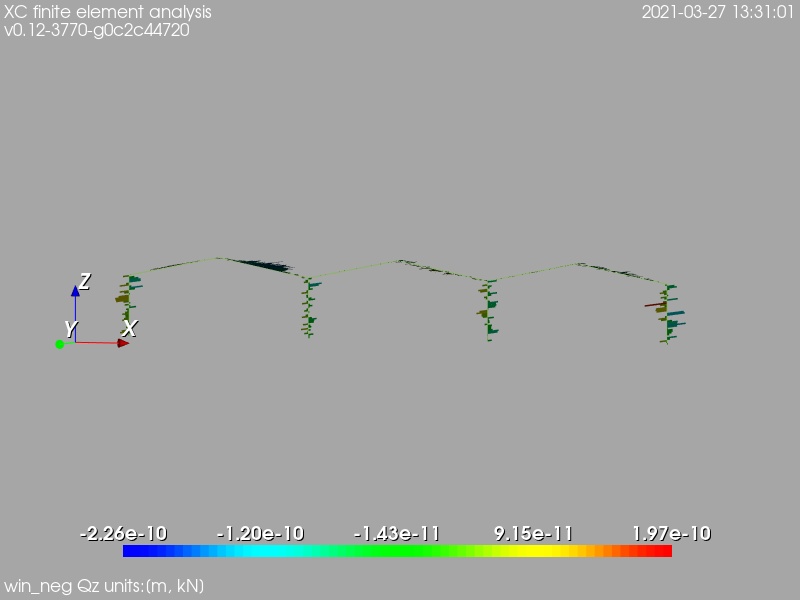 XC finite element analysis
2021-03-27 13:31:01
v0.12-3770-g0c2c44720
Z
Y
X
-2.26e-10 -1.20e-10 -1.43e-11 9.15e-11 1.97e-10
win_neg Qz units:[m, kN]